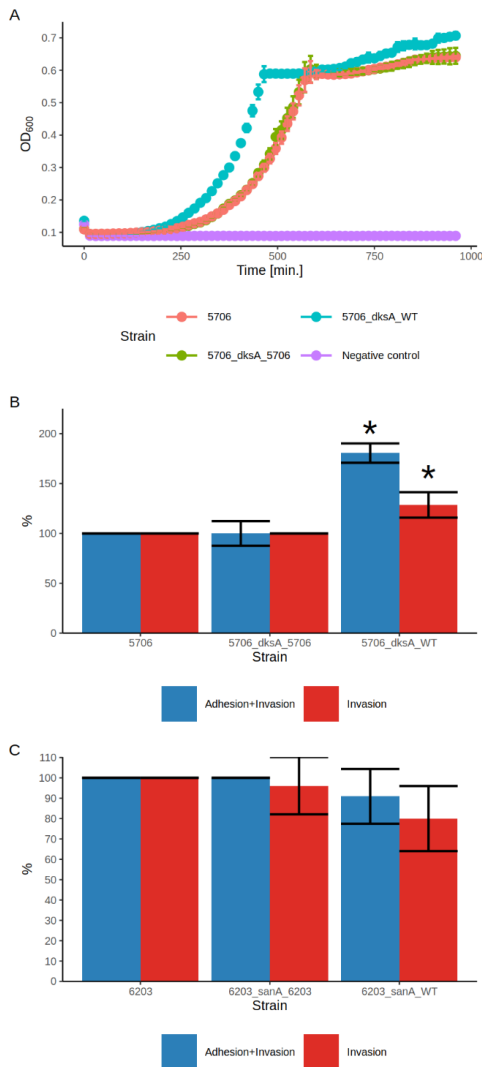 A
0.7
0.6
0.5
0.4
0.3
0.2
0.1
OD600
0 250 500 750 1000
Time [min.]
Strain
5706 5706_dksA_WT
5706_dksA_5706 Negative control
B
200
150
100
50
0
%
* *
5706 5706_dksA_5706 5706_dksA_WT
Strain
Adhesion+Invasion Invasion
C
110
100
90
80
70
60
50
40
30
20
10
0
%
6203 6203_sanA_6203 6203_sanA_WT
Strain
Adhesion+Invasion Invasion